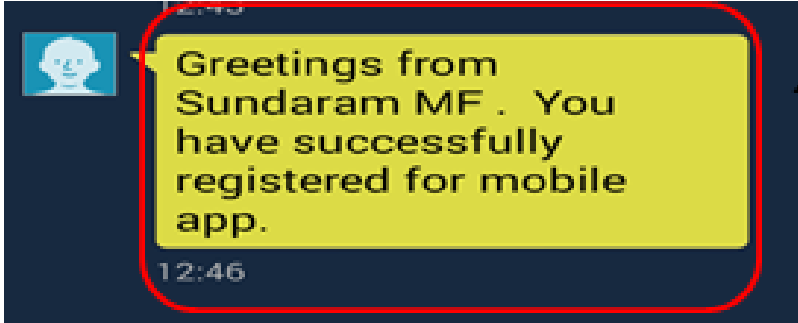 Greetings from
Sundaram MF .  You
have successfully
registered for mobile
app.
12:46